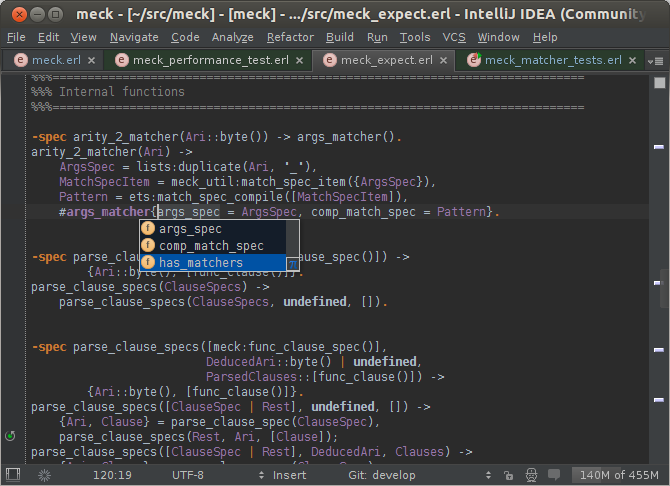 meck - [~/src/meck] - [meck] - .../src/meck_expect.erl - IntelliJ IDEA (Community
File Edit View Navigate Code Analyze Refactor Build Run Tools VCS Window Help
meck.erl meck_performance_test.erl meck_expect.erl meck_matcher_tests.erl
%%% Internal functions
%%%============================================================================
-spec arity_2_matcher(Ari::byte()) -> args_matcher().
arity_2_matcher(Ari) ->
ArgsSpec = lists:duplicate(Ari, '_'),
MatchSpecItem = meck_util:match_spec_item({ArgsSpec}),
Pattern = ets:match_spec_compile([MatchSpecItem]),
#args_matcher{args_spec = ArgsSpec, comp_match_spec = Pattern}.
args_spec
comp_match_spec
has_matchers
-spec parse_clause_spec()]) ->
{Ari::byte(), [func_clause()]}.
parse_clause_specs(ClauseSpecs) ->
parse_clause_specs(ClauseSpecs, undefined, []).
-spec parse_clause_specs([meck:func_clause_spec()],
DeducedAri::byte() | undefined,
ParsedClauses::[func_clause()]) ->
{Ari::byte(), [func_clause()]}.
parse_clause_specs([ClauseSpec | Rest], undefined, []) ->
{Ari, Clause} = parse_clause_spec(ClauseSpec),
parse_clause_specs(Rest, Ari, [Clause]);
parse_clause_specs([ClauseSpec | Rest], DeducedAri, Clauses) ->
120:19 UTF-8 Insert Git: develop 140M of 455M